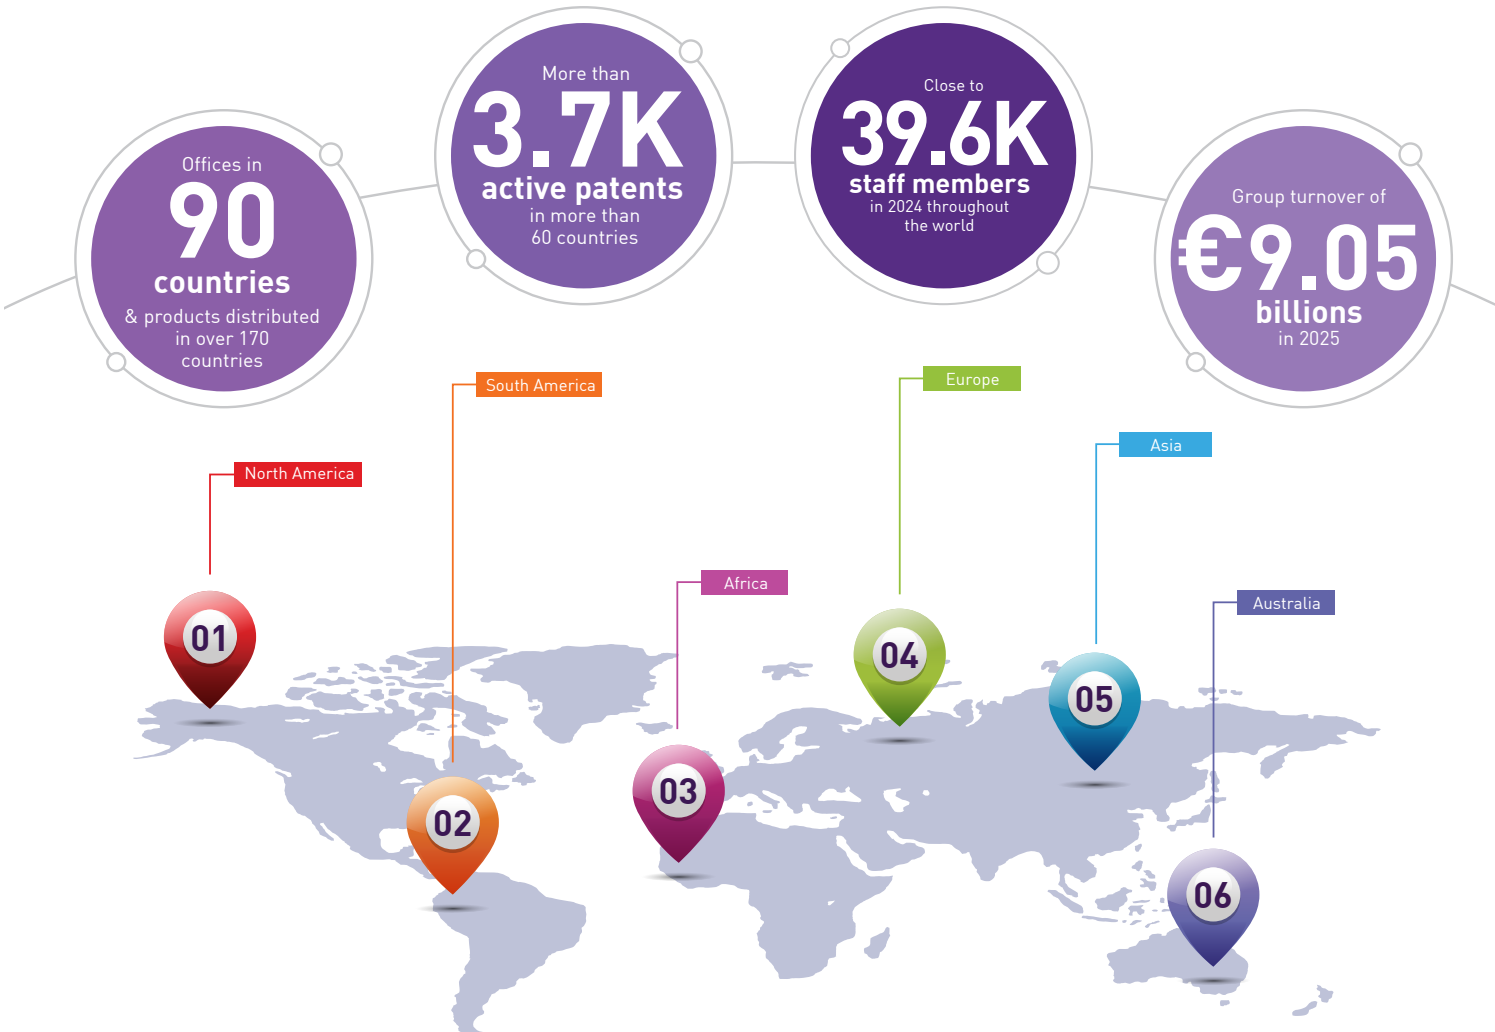 Offices in
90
countries
& products distributed
in over 170
countries
More than
3.7K
active patents
in more than
60 countries
Close to
39.6K
staff members
in 2024 throughout
the world
Group turnover of
€9.05
billions
in 2025
South America
Europe
Asia
North America
Africa
Australia
01
02
03
04
05
06